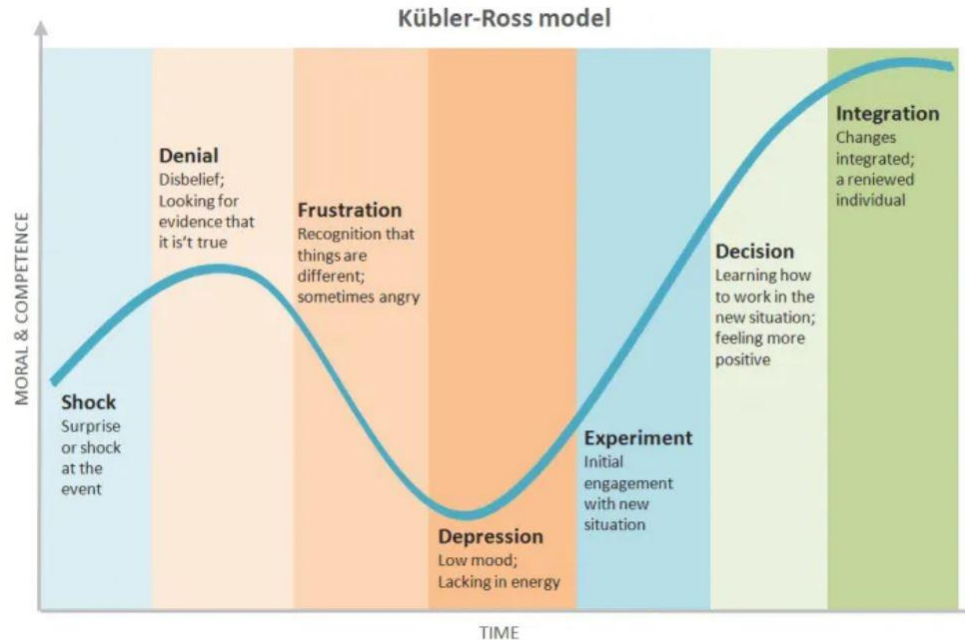 Kübler-Ross model
MORAL & COMPETENCE
Shock
Surprise
or shock
at the
event
Denial
Disbelief;
Looking for
evidence that
it is't true
Frustration
Recognition that
things are
different;
sometimes angry
Depression
Low mood;
Lacking in energy
Experiment
Initial
engagement
with new
situation
Decision
Learning how
to work in the
new situation;
feeling more
positive
Integration
Changes
integrated;
a reniewed
individual
TIME